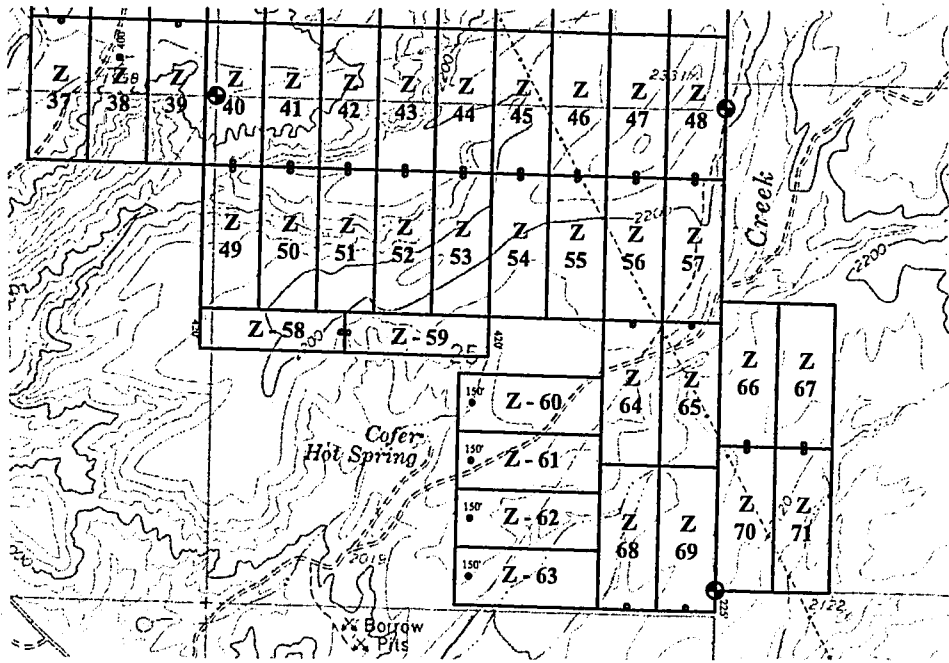 Z 37
Z 38
Z 39
Z 40
Z 41
Z 42
Z 43
Z 44
Z 45
Z 46
Z 47
Z 48
Z 49
Z 50
Z 51
Z 52
Z 53
Z 54
Z 55
Z 56
Z 57
Creek
2200
Z - 58
Z - 59
420'
Z - 60
150'
Z - 61
150'
Z - 62
150'
Z - 63
150'
Z 64
Z 65
Z 66
Z 67
Cofer
Hot Spring
Z 68
Z 69
Z 70
Z 71
2019
2122
Borrow
Pits